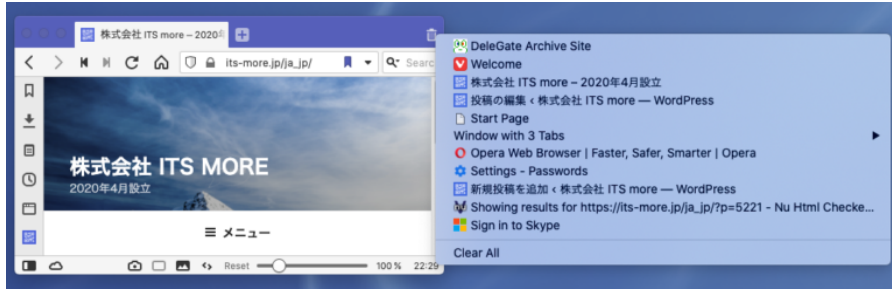 株式会社 ITS more – 2020年
its-more.jp/ja_jp/
Searc
株式会社 ITS MORE
2020年4月設立
メニュー
Reset
100 %
22:29
DeleGate Archive Site
Welcome
株式会社 ITS more – 2020年4月設立
投稿の編集 ‹ 株式会社 ITS more — WordPress
Start Page
Window with 3 Tabs
Opera Web Browser | Faster, Safer, Smarter | Opera
Settings - Passwords
新規投稿を追加 ‹ 株式会社 ITS more — WordPress
Showing results for https://its-more.jp/ja_jp/?p=5221 - Nu Html Checke...
Sign in to Skype
Clear All